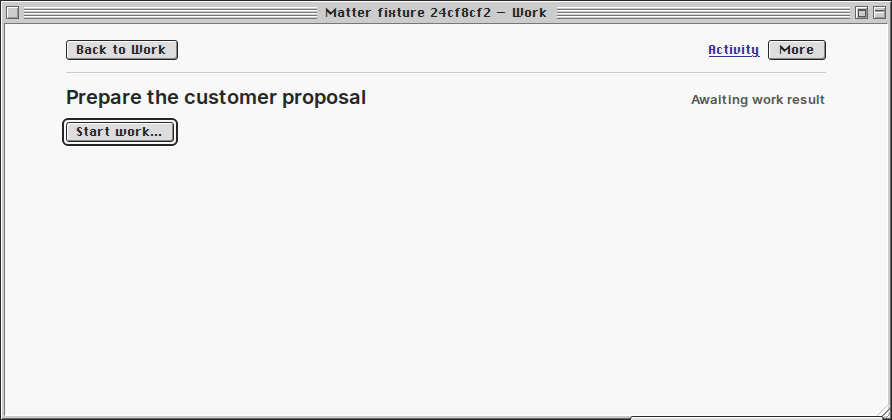 Matter fixture 24cf8cf2 — Work
Back to Work
Activity
More
Prepare the customer proposal
Awaiting work result
Start work...